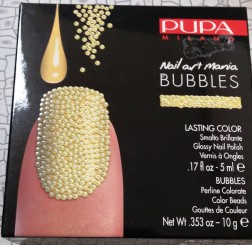 PUPA
MILANO
Nail art Mania
BUBBLES
LASTING COLOR
Smalto Brillante
Glossy Nail Polish
Vernis à Ongles
.17 fl oz - 5 ml e
BUBBLES
Perline Colorate
Color Beads
Gouttes de Couleur
Net Wt .353 oz - 10 g e